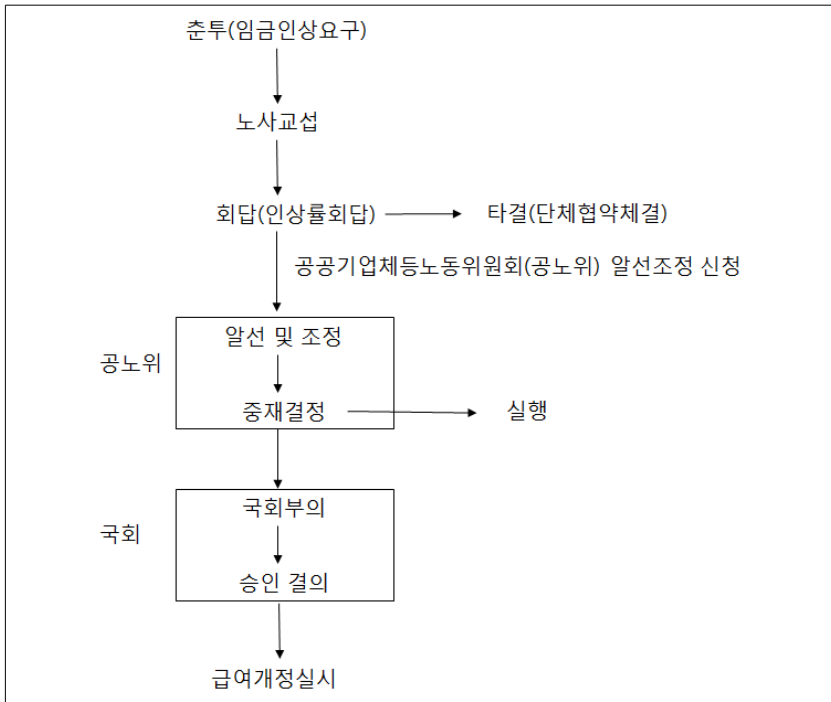 춘투(임금인상요구)
노사교섭
회답(인상률회답)
타결(단체협약체결)
공공기업체등노동위원회(공노위) 알선조정 신청
공노위
알선 및 조정
중재결정
실행
국회
국회부의
승인 결의
급여개정실시